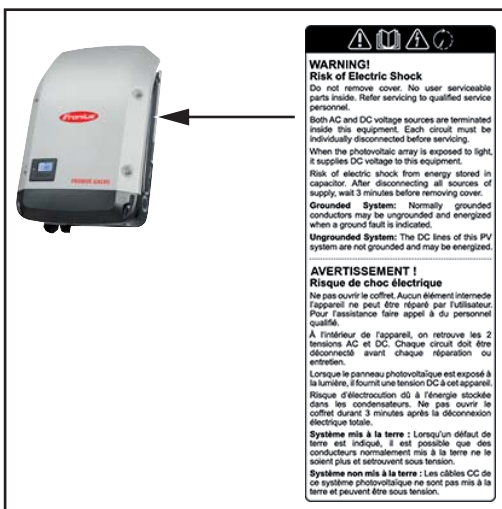 Fronius
FRONIUS GALVO
WARNING!
Risk of Electric Shock
Do not remove cover. No user serviceable
parts inside. Refer servicing to qualified service
personnel.
Both AC and DC voltage sources are terminated
inside this equipment. Each circuit must be
individually disconnected before servicing.
When the photovoltaic array is exposed to light,
it supplies DC voltage to this equipment.
Risk of electric shock from energy stored in
capacitor. After disconnecting all sources of
supply, wait 3 minutes before removing cover.
Grounded System: Normally grounded
conductors may be ungrounded and energized
when a ground fault is indicated.
Ungrounded System: The DC lines of this PV
system are not grounded and may be energized.
AVERTISSEMENT !
Risque de choc électrique
Ne pas ouvrir le coffret. Aucun élément internede
l'appareil ne peut être réparé par l'utilisateur.
Pour l'assistance faire appel à du personnel
qualifié.
À l'intérieur de l'appareil, on retrouve les 2
tensions AC et DC. Chaque circuit doit être
déconnecté avant chaque réparation ou
entretien.
Lorsque le panneau photovoltaïque est exposé à
la lumière, il fournit une tension DC à cet appareil.
Risque d'électrocution dû à l'énergie stockée
dans les condensateurs. Ne pas ouvrir le
coffret durant 3 minutes après la déconnexion
électrique totale.
Système mis à la terre : Lorsqu'un défaut de
terre est indiqué, il est possible que des
conducteurs normalement mis à la terre ne le
soient plus et setrouvent sous tension.
Système non mis à la terre : Les câbles CC de
ce système photovoltaïque ne sont pas mis à la
terre et peuvent être sous tension.